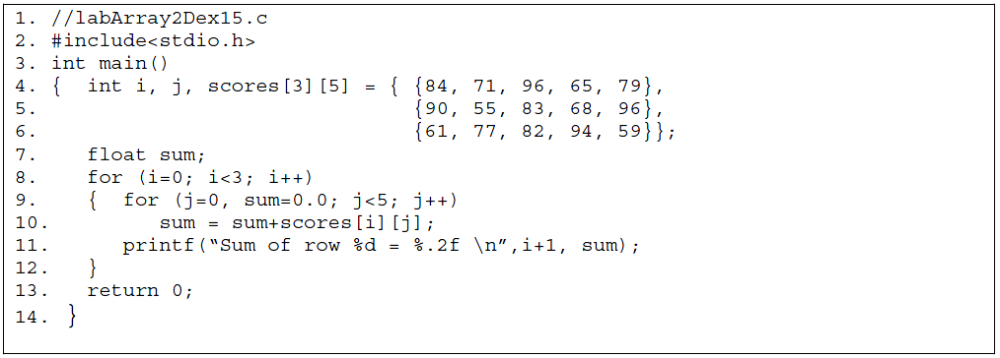 1. //labArray2Dex15.c
2. #include<stdio.h>
3. int main()
4. {  int i, j, scores[3][5] = { {84, 71, 96, 65, 79},
5.                               {90, 55, 83, 68, 96},
6.                               {61, 77, 82, 94, 59}};
7.    float sum;
8.    for (i=0; i<3; i++)
9.    {  for (j=0, sum=0.0; j<5; j++)
10.         sum = sum+scores[i][j];
11.      printf(“Sum of row %d = %.2f \n”,i+1, sum);
12.   }
13.   return 0;
14. }